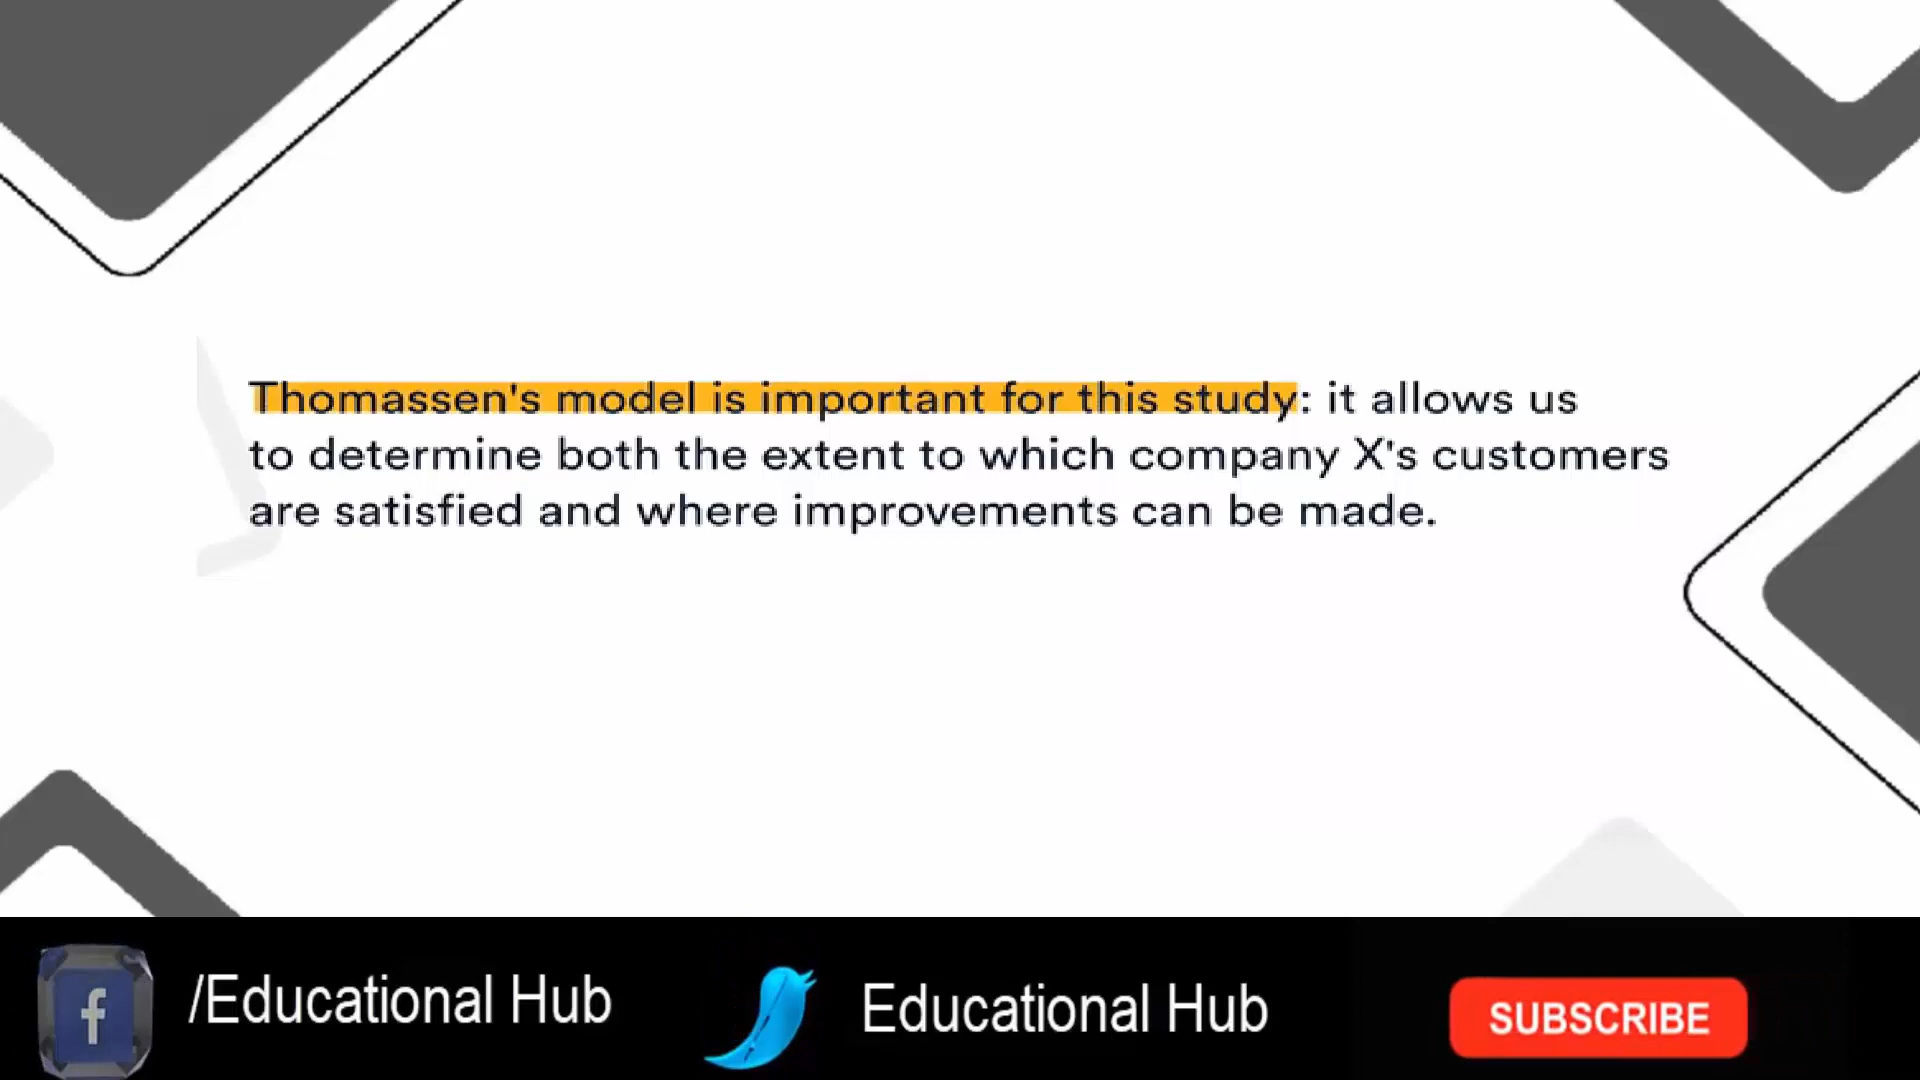 Thomassen's model is important for this study: it allows us
to determine both the extent to which company X's customers
are satisfied and where improvements can be made.
f
/Educational Hub
Educational Hub
SUBSCRIBE